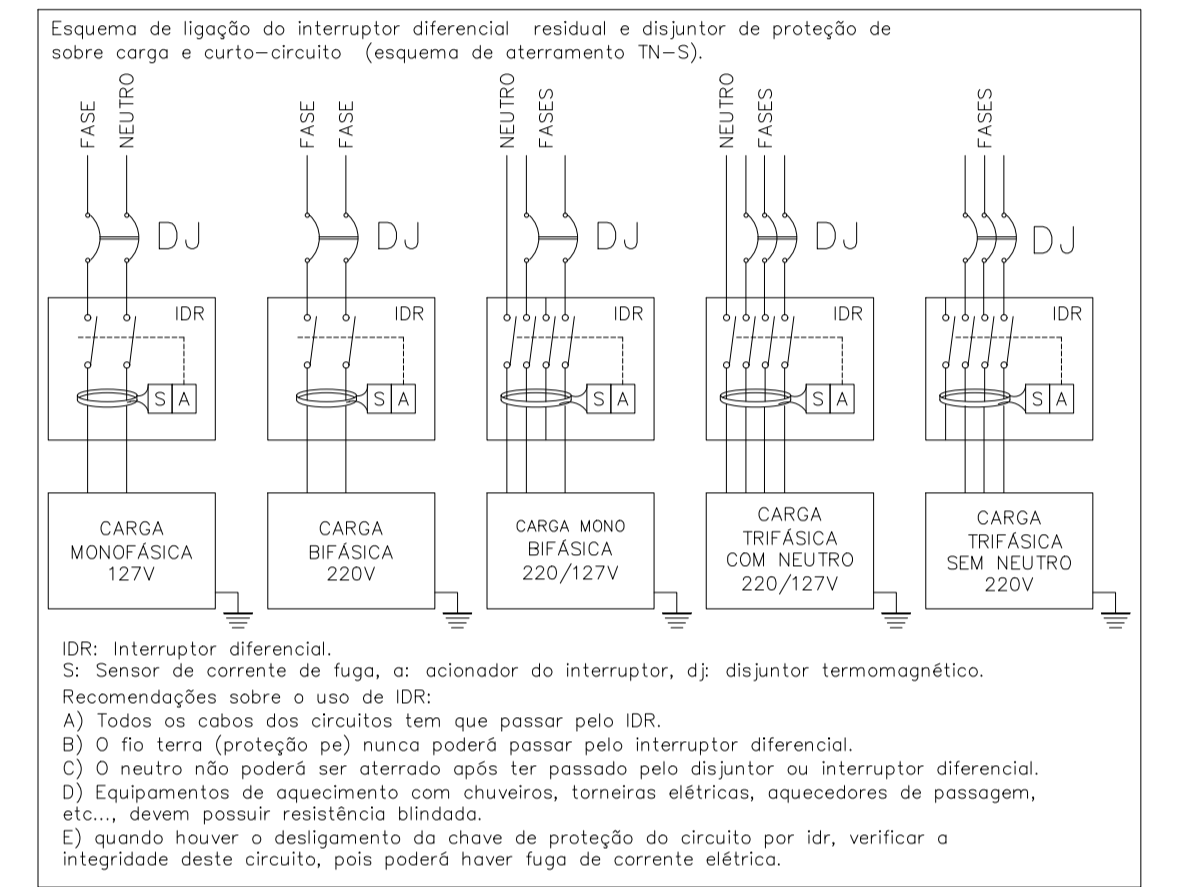 Esquema de ligação do interruptor diferencial residual e disjuntor de proteção de
sobre carga e curto-circuito (esquema de aterramento TN-S).
FASE
NEUTRO
FASE
FASE
NEUTRO
FASES
NEUTRO
FASES
FASES
DJ
DJ
DJ
DJ
DJ
IDR
IDR
IDR
IDR
IDR
S A
S A
S A
S A
S A
CARGA
MONOFÁSICA
127V
CARGA
BIFÁSICA
220V
CARGA MONO
BIFÁSICA
220/127V
CARGA
TRIFÁSICA
COM NEUTRO
220/127V
CARGA
TRIFÁSICA
SEM NEUTRO
220V
IDR: Interruptor diferencial.
S: Sensor de corrente de fuga, a: acionador do interruptor, dj: disjuntor termomagnético.
Recomendações sobre o uso de IDR:
A) Todos os cabos dos circuitos tem que passar pelo IDR.
B) O fio terra (proteção pe) nunca poderá passar pelo interruptor diferencial.
C) O neutro não poderá ser aterrado após ter passado pelo disjuntor ou interruptor diferencial.
D) Equipamentos de aquecimento com chuveiros, torneiras elétricas, aquecedores de passagem,
etc..., devem possuir resistência blindada.
E) quando houver o desligamento da chave de proteção do circuito por idr, verificar a
integridade deste circuito, pois poderá haver fuga de corrente elétrica.